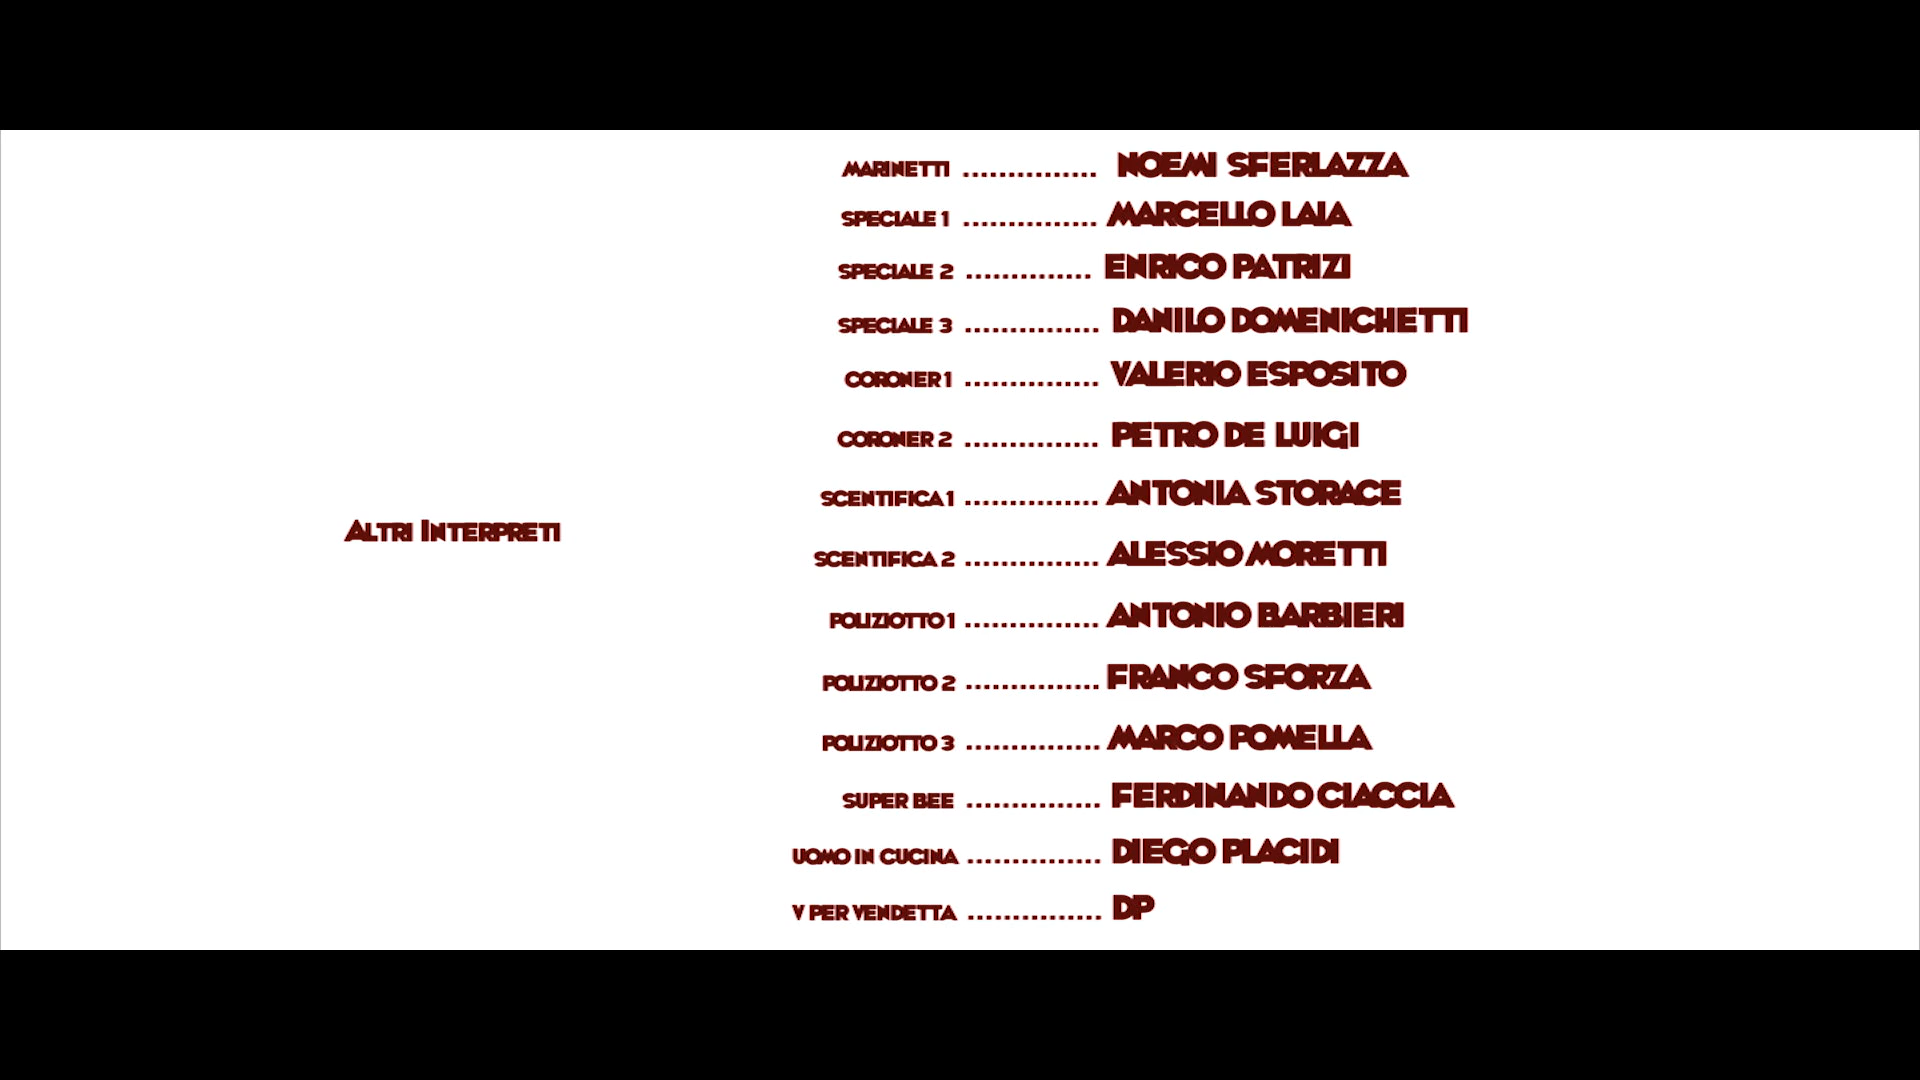 MARINETTI ............... NOEMI SFERLAZZA
SPECIALE 1 ............... MARCELLO LAIA
SPECIALE 2 .............. ENRICO PATRIZI
SPECIALE 3 ............... DANILO DOMENICHETTI
CORONER 1 ............... VALERIO ESPOSITO
CORONER 2 ............... PETRO DE LUIGI
SCENTIFICA 1 ............... ANTONIA STORACE
Altri Interpreti
SCENTIFICA 2 ............... ALESSIO MORETTI
POLIZIOTTO 1 ............... ANTONIO BARBIERI
POLIZIOTTO 2 ............... FRANCO SFORZA
POLIZIOTTO 3 ............... MARCO POMELLA
SUPER BEE ............... FERDINANDO CIACCIA
UOMO IN CUCINA ............... DIEGO PLACIDI
V PER VENDETTA ............... DP